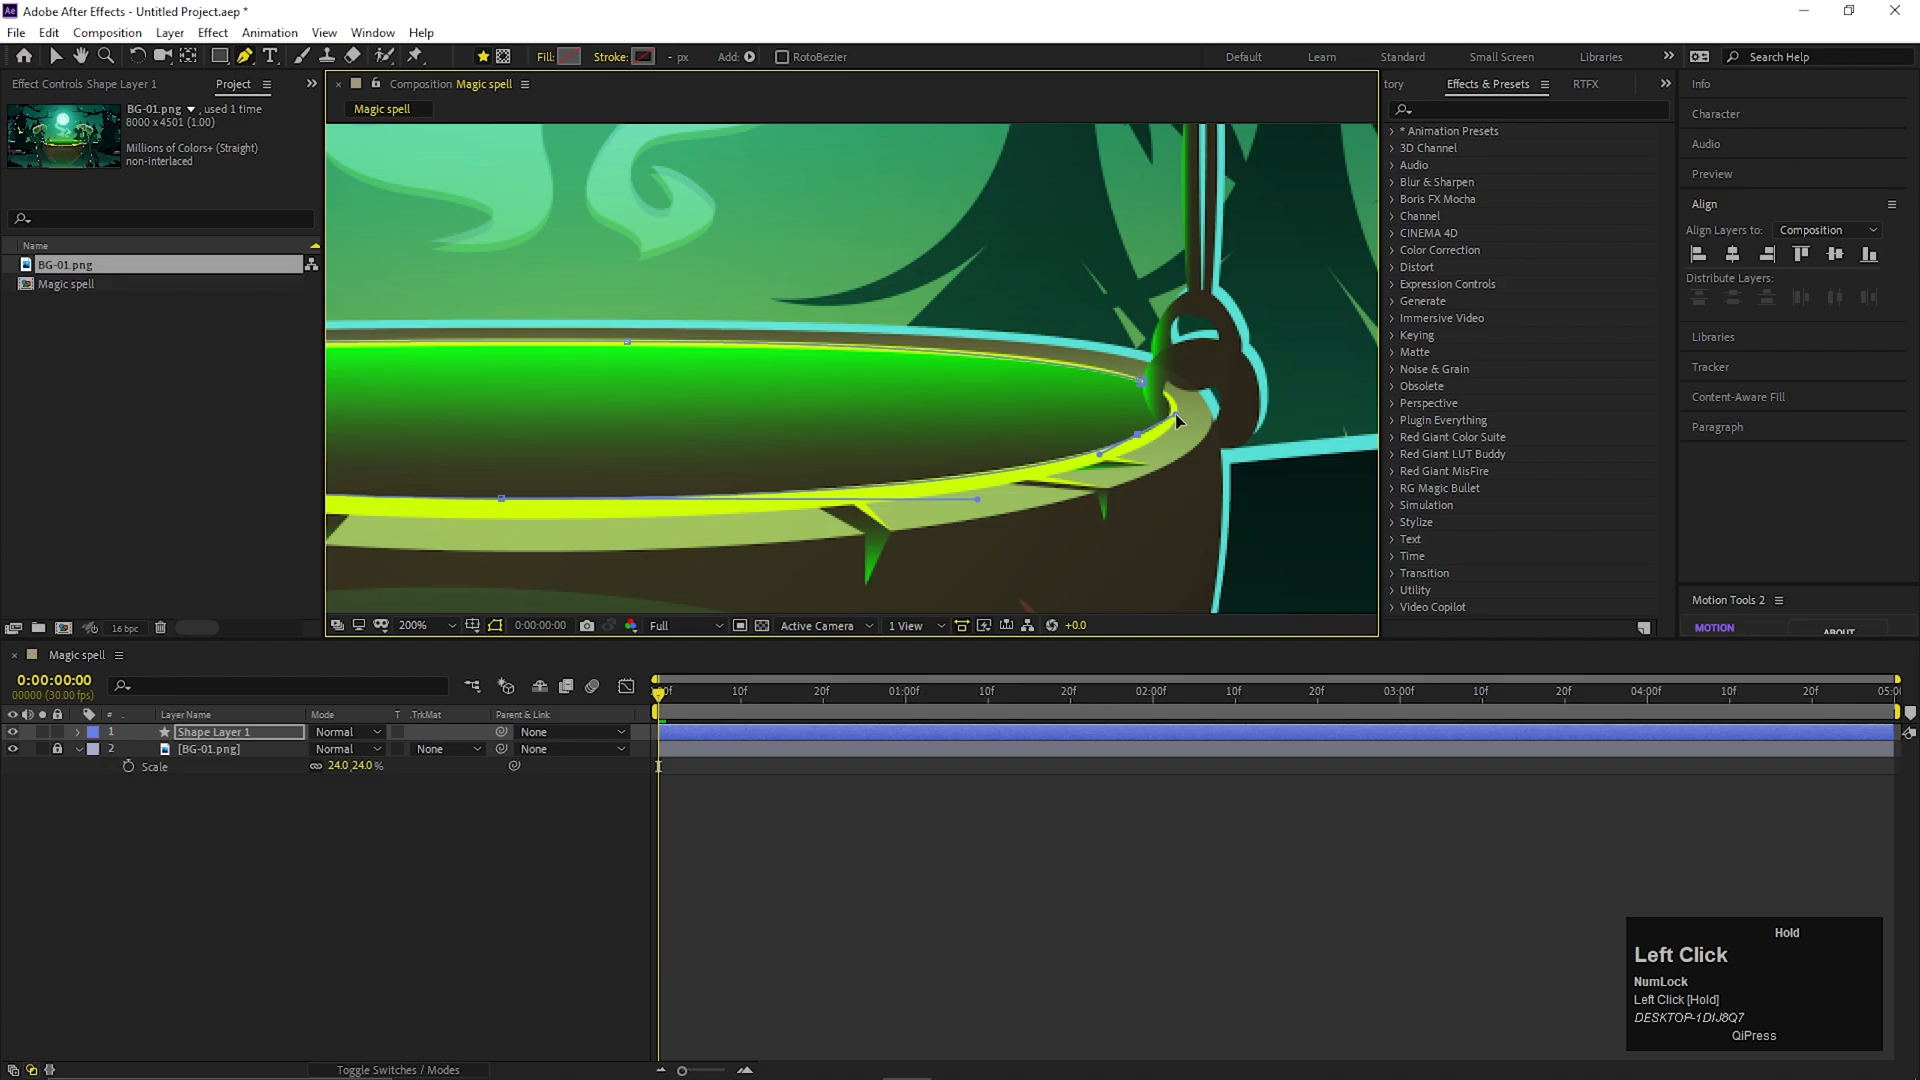 Adobe After Effects - Untitled Project.aep *
File Edit Composition Layer Effect Animation View Window Help
Fill: Stroke: - px Add: RotoBezier Default Learn Standard Small Screen Libraries Search Help
Effect Controls Shape Layer 1 Project
BG-01.png , used 1 time
8000 x 4501 (1.00)
Millions of Colors+ (Straight)
non-interlaced
Name
BG-01.png
Magic spell
16 bpc
Composition Magic spell
Magic spell
200% 0:00:00:00 Full Active Camera 1 View +0.0
tory Effects & Presets RTFX
* Animation Presets
3D Channel
Audio
Blur & Sharpen
Boris FX Mocha
Channel
CINEMA 4D
Color Correction
Distort
Expression Controls
Generate
Immersive Video
Keying
Matte
Noise & Grain
Obsolete
Perspective
Plugin Everything
Red Giant Color Suite
Red Giant LUT Buddy
Red Giant MisFire
RG Magic Bullet
Simulation
Stylize
Text
Time
Transition
Utility
Video Copilot
Info
Character
Audio
Preview
Align
Align Layers to: Composition
Distribute Layers:
Libraries
Tracker
Content-Aware Fill
Paragraph
Motion Tools 2
MOTION ABOUT
Magic spell
0:00:00:00
00000 (30.00 fps)
:00f 10f 20f 01:00f 10f 20f 02:00f 10f 20f 03:00f 10f 20f 04:00f 10f 20f 05:00
# Layer Name Mode T .TrkMat Parent & Link
1 Shape Layer 1 Normal None
2 [BG-01.png] Normal None None
Scale 24.0,24.0%
Toggle Switches / Modes
Hold
Left Click
NumLock
Left Click [Hold]
DESKTOP-1DIJ8Q7
QiPress